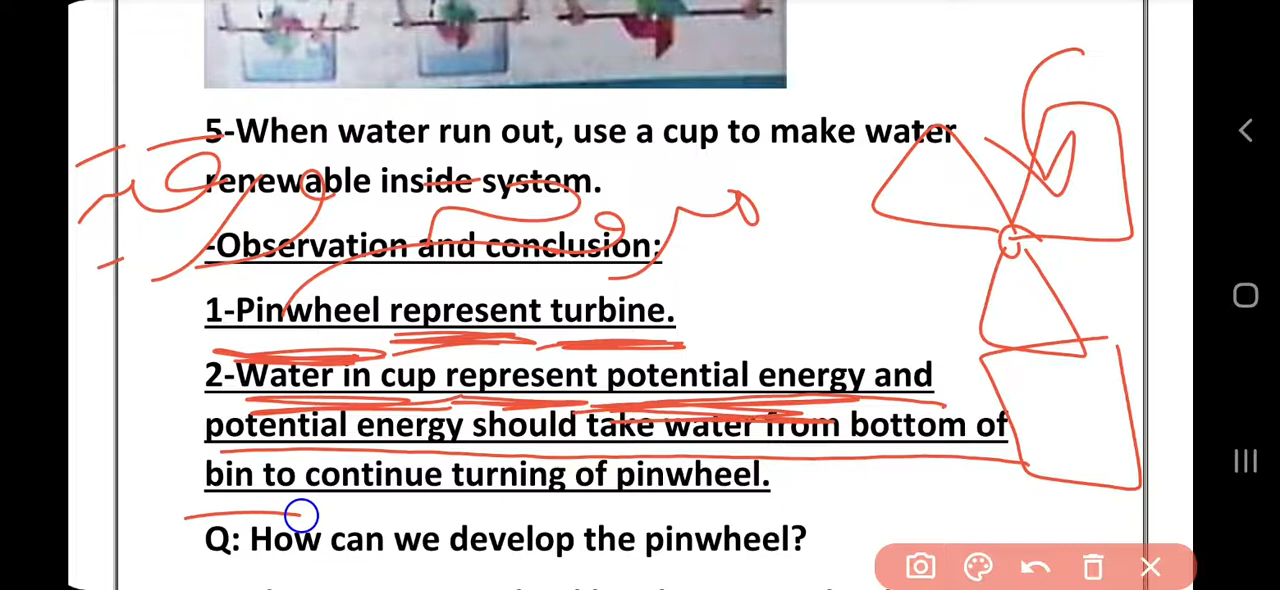 5-When water run out, use a cup to make water
renewable inside system.
-Observation and conclusion:
1-Pinwheel represent turbine.
2-Water in cup represent potential energy and
potential energy should take water from bottom of
bin to continue turning of pinwheel.
Q: How can we develop the pinwheel?